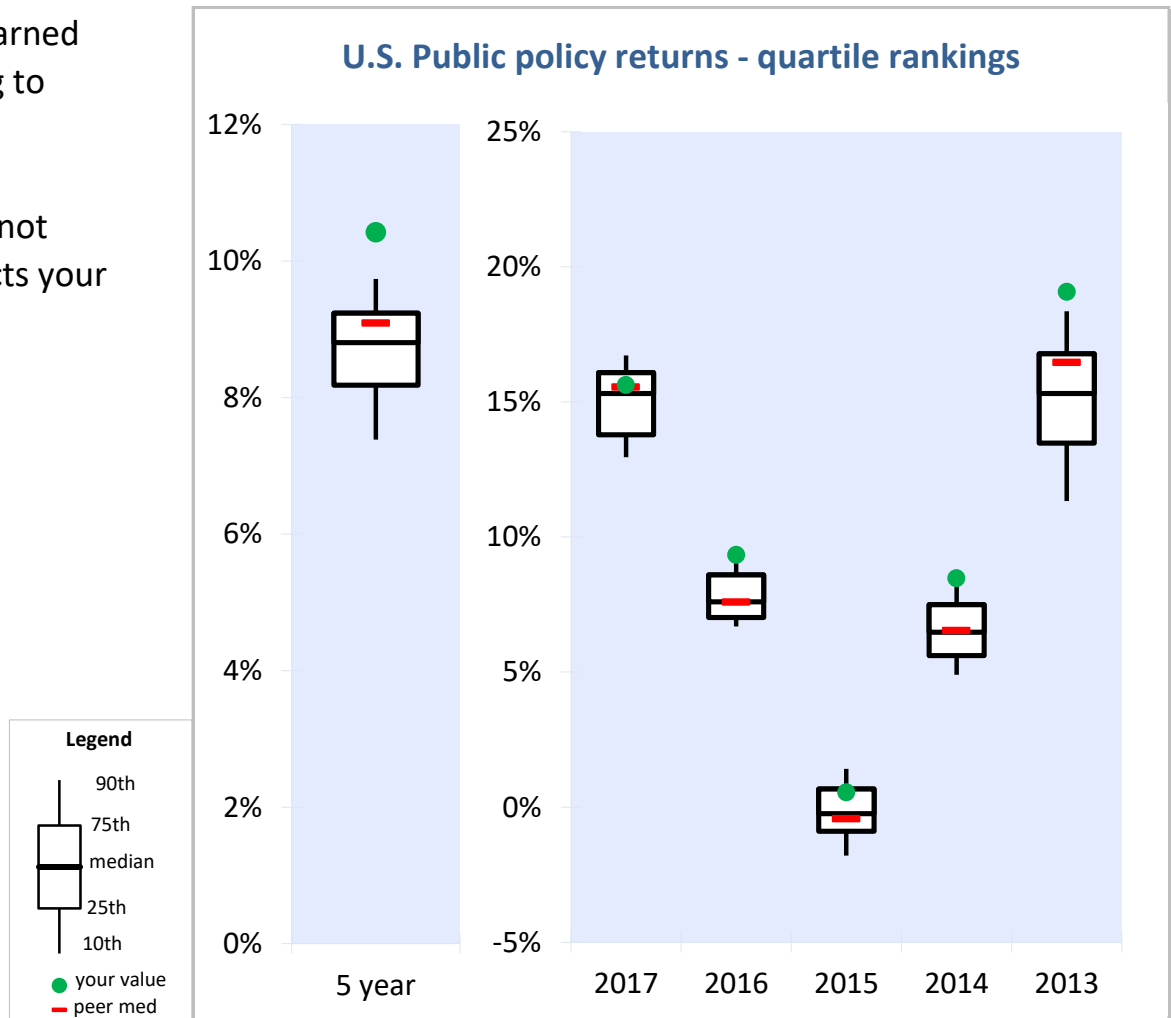 arned
g to
not
cts your
U.S. Public policy returns - quartile rankings
12%
10%
8%
6%
4%
2%
0%
5 year
25%
20%
15%
10%
5%
0%
-5%
2017 2016 2015 2014 2013
Legend
90th
75th
median
25th
10th
your value
peer med